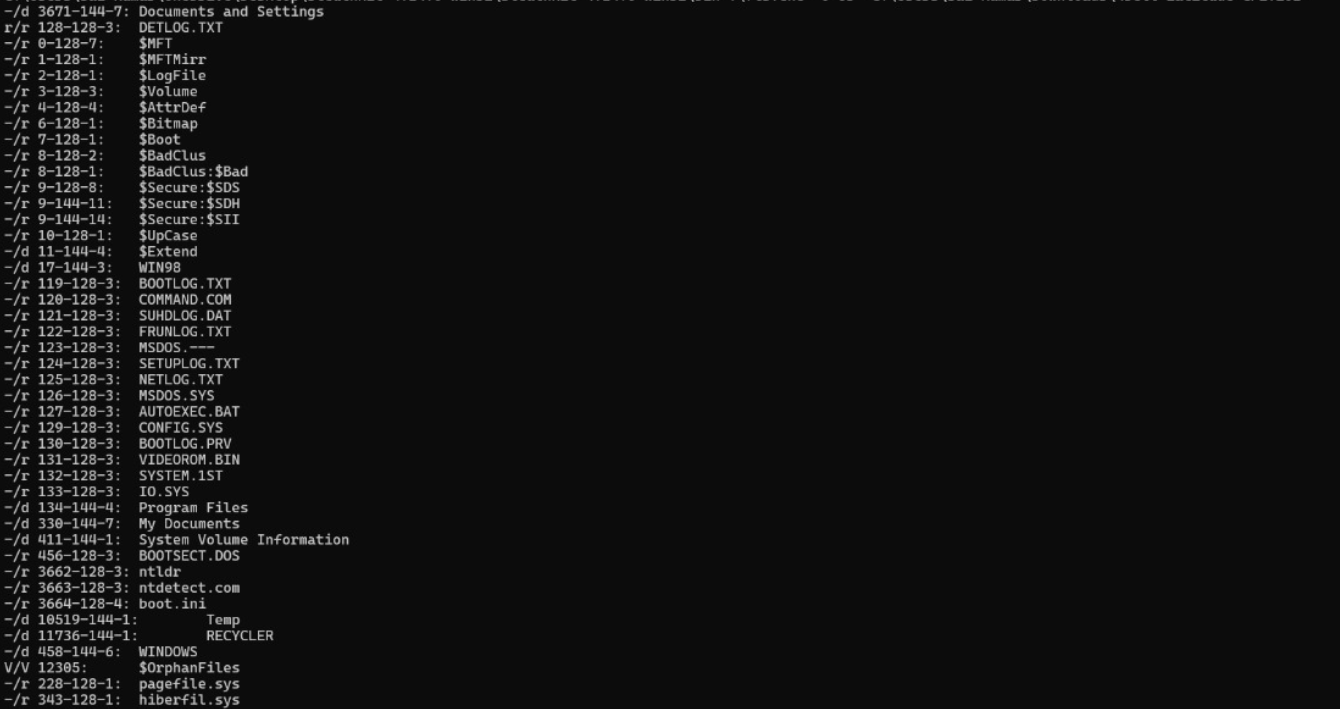 -/d 3671-144-7: Documents and Settings
r/r 128-128-3:  DETLOG.TXT
-/r 0-128-7:    $MFT
-/r 1-128-1:    $MFTMirr
-/r 2-128-1:    $LogFile
-/r 3-128-3:    $Volume
-/r 4-128-4:    $AttrDef
-/r 6-128-1:    $Bitmap
-/r 7-128-1:    $Boot
-/r 8-128-2:    $BadClus
-/r 8-128-1:    $BadClus:$Bad
-/r 9-128-8:    $Secure:$SDS
-/r 9-144-11:   $Secure:$SDH
-/r 9-144-14:   $Secure:$SII
-/r 10-128-1:   $UpCase
-/d 11-144-4:   $Extend
-/d 17-144-3:   WIN98
-/r 119-128-3:  BOOTLOG.TXT
-/r 120-128-3:  COMMAND.COM
-/r 121-128-3:  SUHDLOG.DAT
-/r 122-128-3:  FRUNLOG.TXT
-/r 123-128-3:  MSDOS.---
-/r 124-128-3:  SETUPLOG.TXT
-/r 125-128-3:  NETLOG.TXT
-/r 126-128-3:  MSDOS.SYS
-/r 127-128-3:  AUTOEXEC.BAT
-/r 129-128-3:  CONFIG.SYS
-/r 130-128-3:  BOOTLOG.PRV
-/r 131-128-3:  VIDEOROM.BIN
-/r 132-128-3:  SYSTEM.1ST
-/r 133-128-3:  IO.SYS
-/d 134-144-4:  Program Files
-/d 330-144-7:  My Documents
-/d 411-144-1:  System Volume Information
-/r 456-128-3:  BOOTSECT.DOS
-/r 3662-128-3: ntldr
-/r 3663-128-3: ntdetect.com
-/r 3664-128-4: boot.ini
-/d 10519-144-1:        Temp
-/d 11736-144-1:        RECYCLER
-/d 458-144-6:  WINDOWS
V/V 12305:      $OrphanFiles
-/r 228-128-1:  pagefile.sys
-/r 343-128-1:  hiberfil.sys